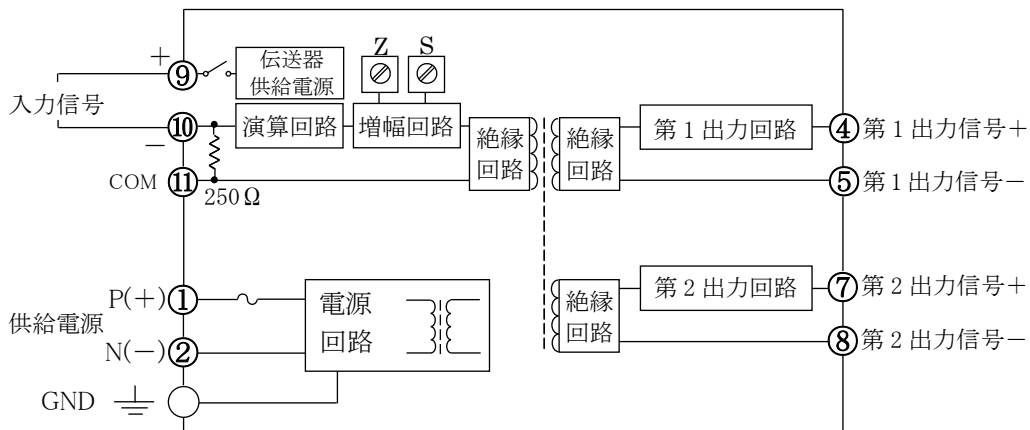 Z
S
+
⑨
伝送器
供給電源
入力信号
⑩
−
演算回路
増幅回路
絶縁
回路
絶縁
回路
第1出力回路
④
第1出力信号+
COM
⑪
250Ω
⑤
第1出力信号−
P(+)
①
電源
回路
供給電源
N(−)
②
GND
絶縁
回路
第2出力回路
⑦
第2出力信号+
⑧
第2出力信号−